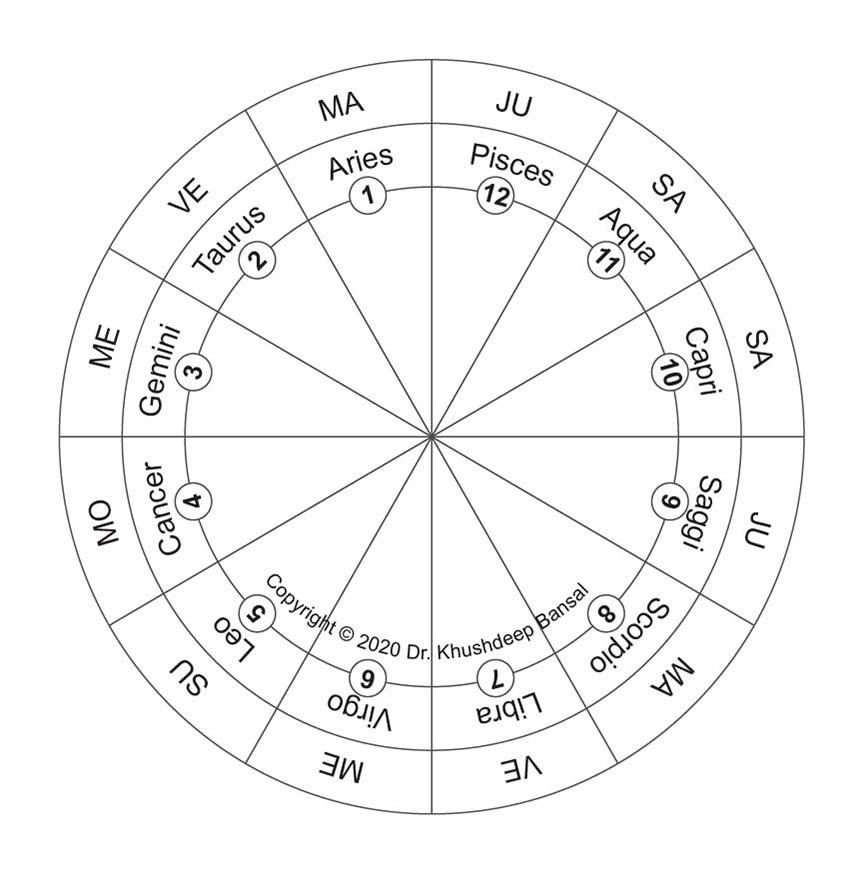 MA
Aries
1
VE
Taurus
2
ME
Gemini
3
MO
Cancer
4
SU
Leo
5
ME
Virgo
6
VE
Libra
7
MA
Scorpio
8
JU
Saggi
9
SA
Capri
10
SA
Aqua
11
JU
Pisces
12
Copyright © 2020 Dr. Khushdeep Bansal